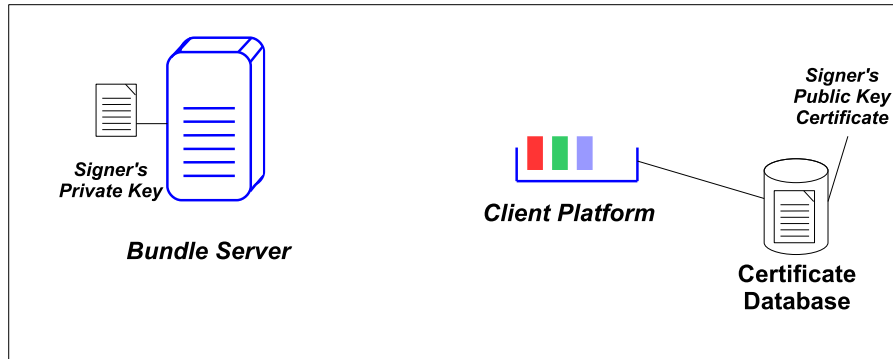 Signer's
Private Key
Bundle Server
Client Platform
Signer's
Public Key
Certificate
Certificate
Database